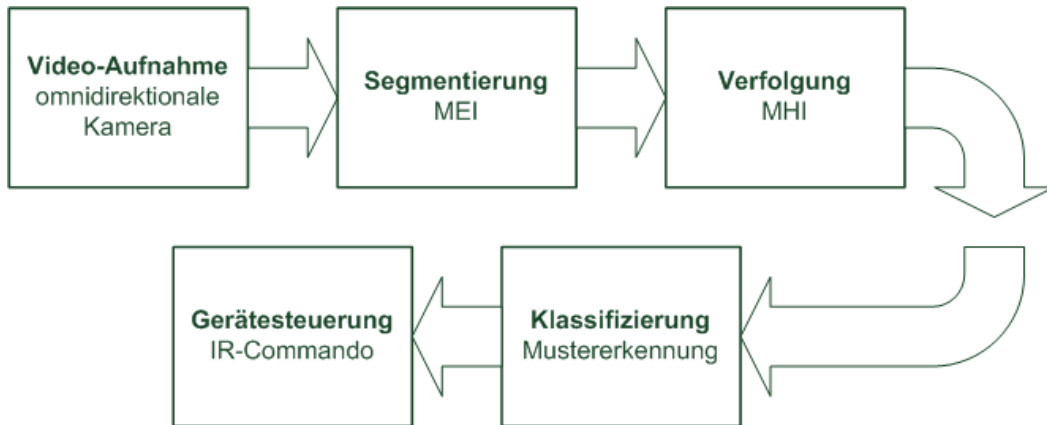 Video-Aufnahme
omnidirektionale
Kamera
Segmentierung
MEI
Verfolgung
MHI
Klassifizierung
Mustererkennung
Gerätesteuerung
IR-Commando